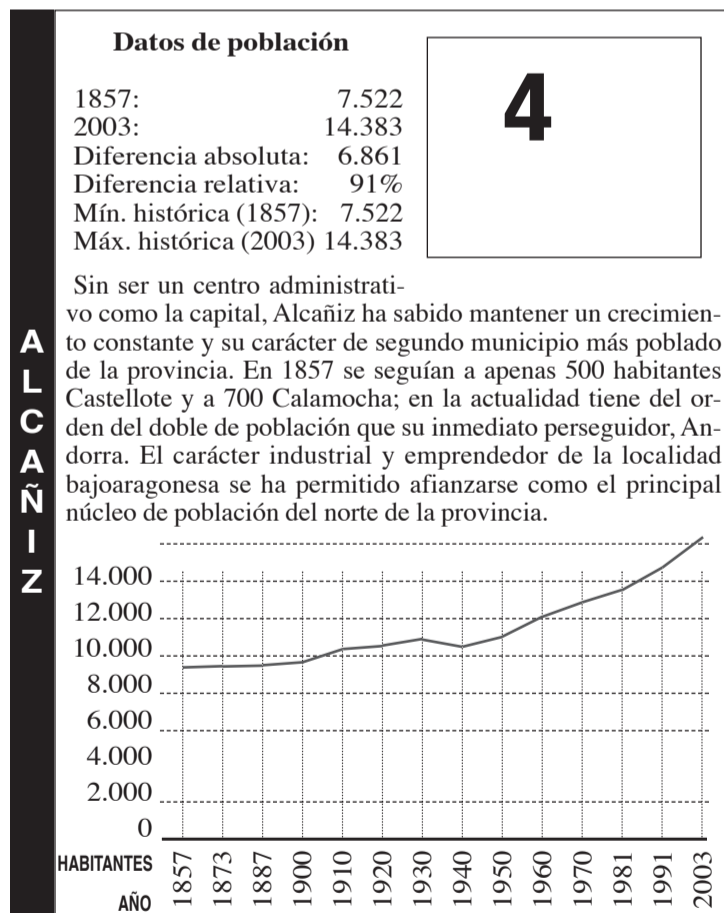 Datos de población
1857: 7.522
2003: 14.383
Diferencia absoluta: 6.861
Diferencia relativa: 91%
Mín. histórica (1857): 7.522
Máx. histórica (2003) 14.383
4
Sin ser un centro administrati-
vo como la capital, Alcañiz ha sabido mantener un crecimien-
to constante y su carácter de segundo municipio más poblado
de la provincia. En 1857 se seguían a apenas 500 habitantes
Castellote y a 700 Calamocha; en la actualidad tiene del or-
den del doble de población que su inmediato perseguidor, An-
dorra. El carácter industrial y emprendedor de la localidad
bajoaragonesa se ha permitido afianzarse como el principal
núcleo de población del norte de la provincia.
ALCAÑIZ
14.000
12.000
10.000
8.000
6.000
4.000
2.000
0
HABITANTES
AÑO
1857 1873 1887 1900 1910 1920 1930 1940 1950 1960 1970 1981 1991 2003